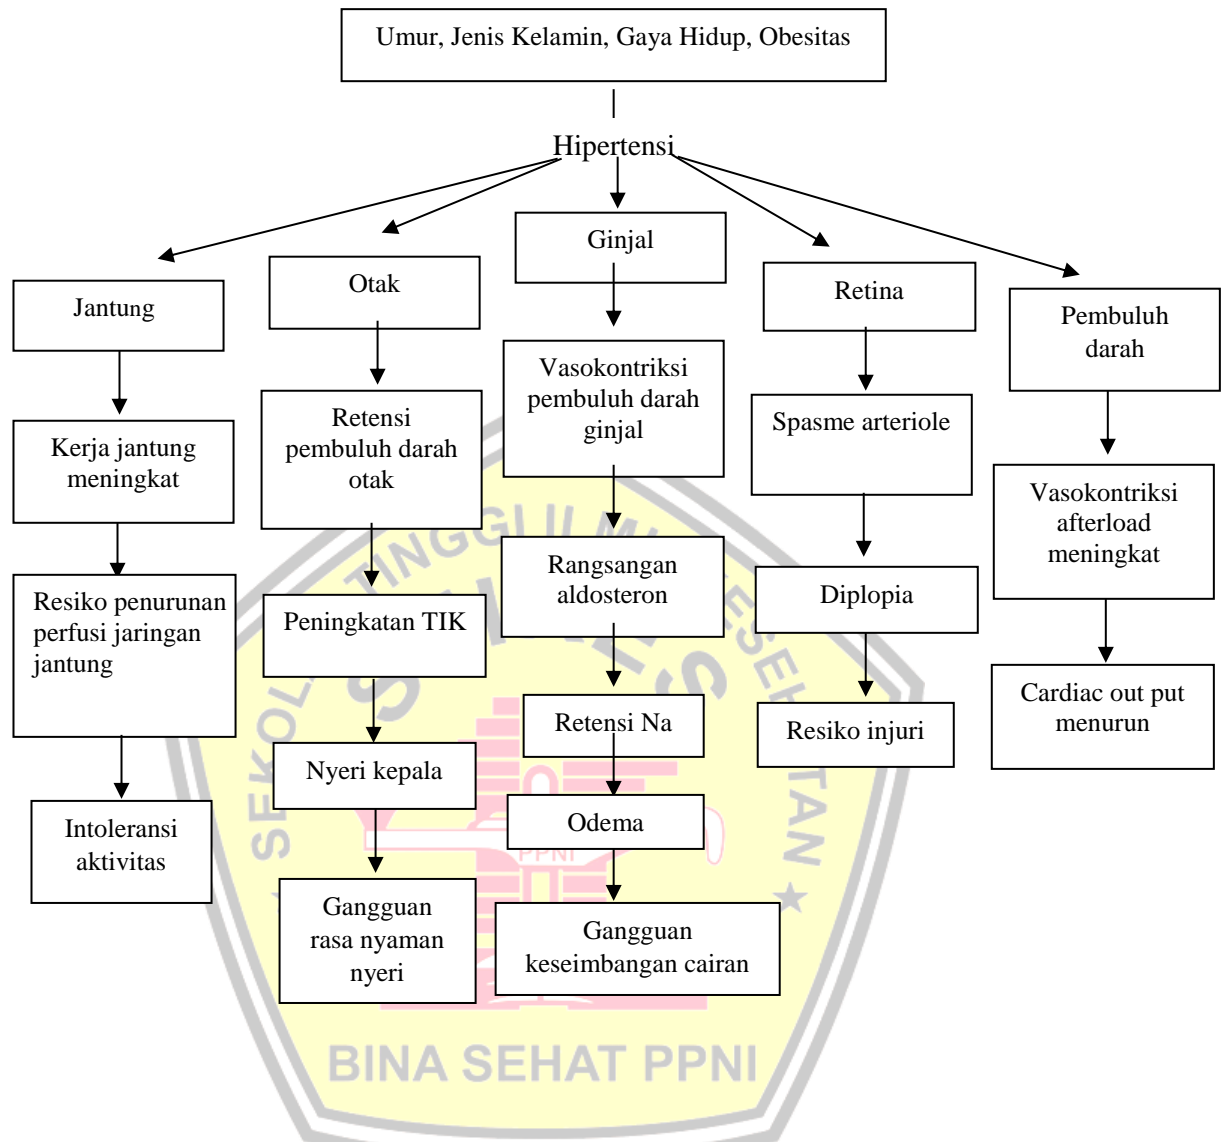 Umur, Jenis Kelamin, Gaya Hidup, Obesitas
Hipertensi
Jantung
Kerja jantung
meningkat
Resiko penurunan
perfusi jaringan
jantung
Intoleransi
aktivitas
Otak
Retensi
pembuluh darah
otak
Peningkatan TIK
Nyeri kepala
Gangguan
rasa nyaman
nyeri
Ginjal
Vasokontriksi
pembuluh darah
ginjal
Rangsangan
aldosteron
Retensi Na
Odema
Gangguan
keseimbangan cairan
Retina
Spasme arteriole
Diplopia
Resiko injuri
Pembuluh
darah
Vasokontriksi
afterload
meningkat
Cardiac out put
menurun
PPNI
BINA SEHAT PPNI